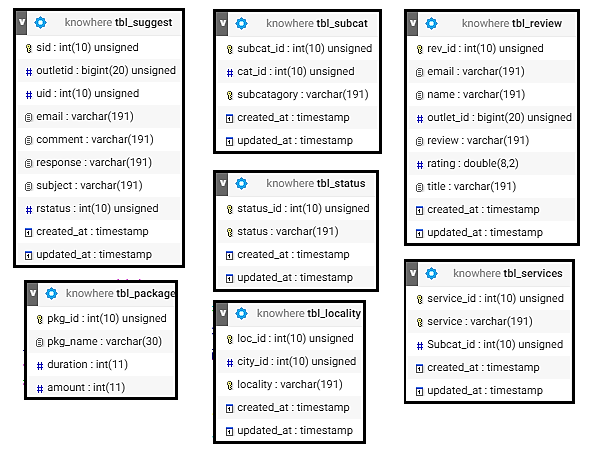 v knowhere tbl_suggest
sid : int(10) unsigned
# outletid : bigint(20) unsigned
# uid : int(10) unsigned
email : varchar(191)
comment : varchar(191)
response : varchar(191)
subject : varchar(191)
# rstatus : int(10) unsigned
created_at : timestamp
updated_at : timestamp
v knowhere tbl_package
pkg_id : int(10) unsigned
pkg_name : varchar(30)
# duration : int(11)
# amount : int(11)
v knowhere tbl_subcat
subcat_id : int(10) unsigned
# cat_id : int(10) unsigned
subcatagory : varchar(191)
created_at : timestamp
updated_at : timestamp
v knowhere tbl_status
status_id : int(10) unsigned
status : varchar(191)
created_at : timestamp
updated_at : timestamp
v knowhere tbl_locality
loc_id : int(10) unsigned
# city_id : int(10) unsigned
locality : varchar(191)
created_at : timestamp
updated_at : timestamp
v knowhere tbl_review
rev_id : int(10) unsigned
email : varchar(191)
name : varchar(191)
# outlet_id : bigint(20) unsigned
review : varchar(191)
# rating : double(8,2)
title : varchar(191)
created_at : timestamp
updated_at : timestamp
v knowhere tbl_services
service_id : int(10) unsigned
service : varchar(191)
# Subcat_id : int(10) unsigned
created_at : timestamp
updated_at : timestamp